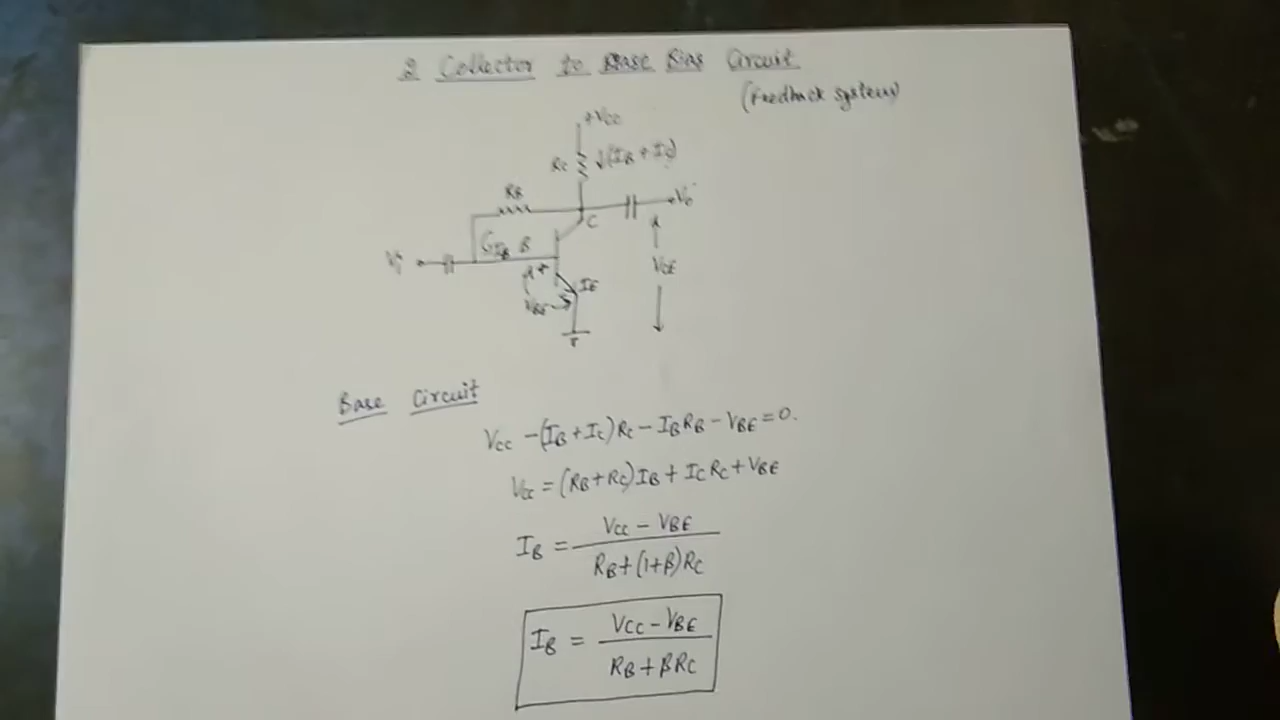 2 Collector to Base Bias Circuit
(Feedback system)
+VCC
RC ↓(IB + IC)
RB
Vo
C
B
Vi
+
VCE
IE
VBE
Base Circuit
VCC - (IB + IC) RC - IB RB - VBE = 0.
VCC = (RB + RC) IB + IC RC + VBE
IB = VCC - VBE
RB + (1+β) RC
IB = VCC - VBE
RB + β RC